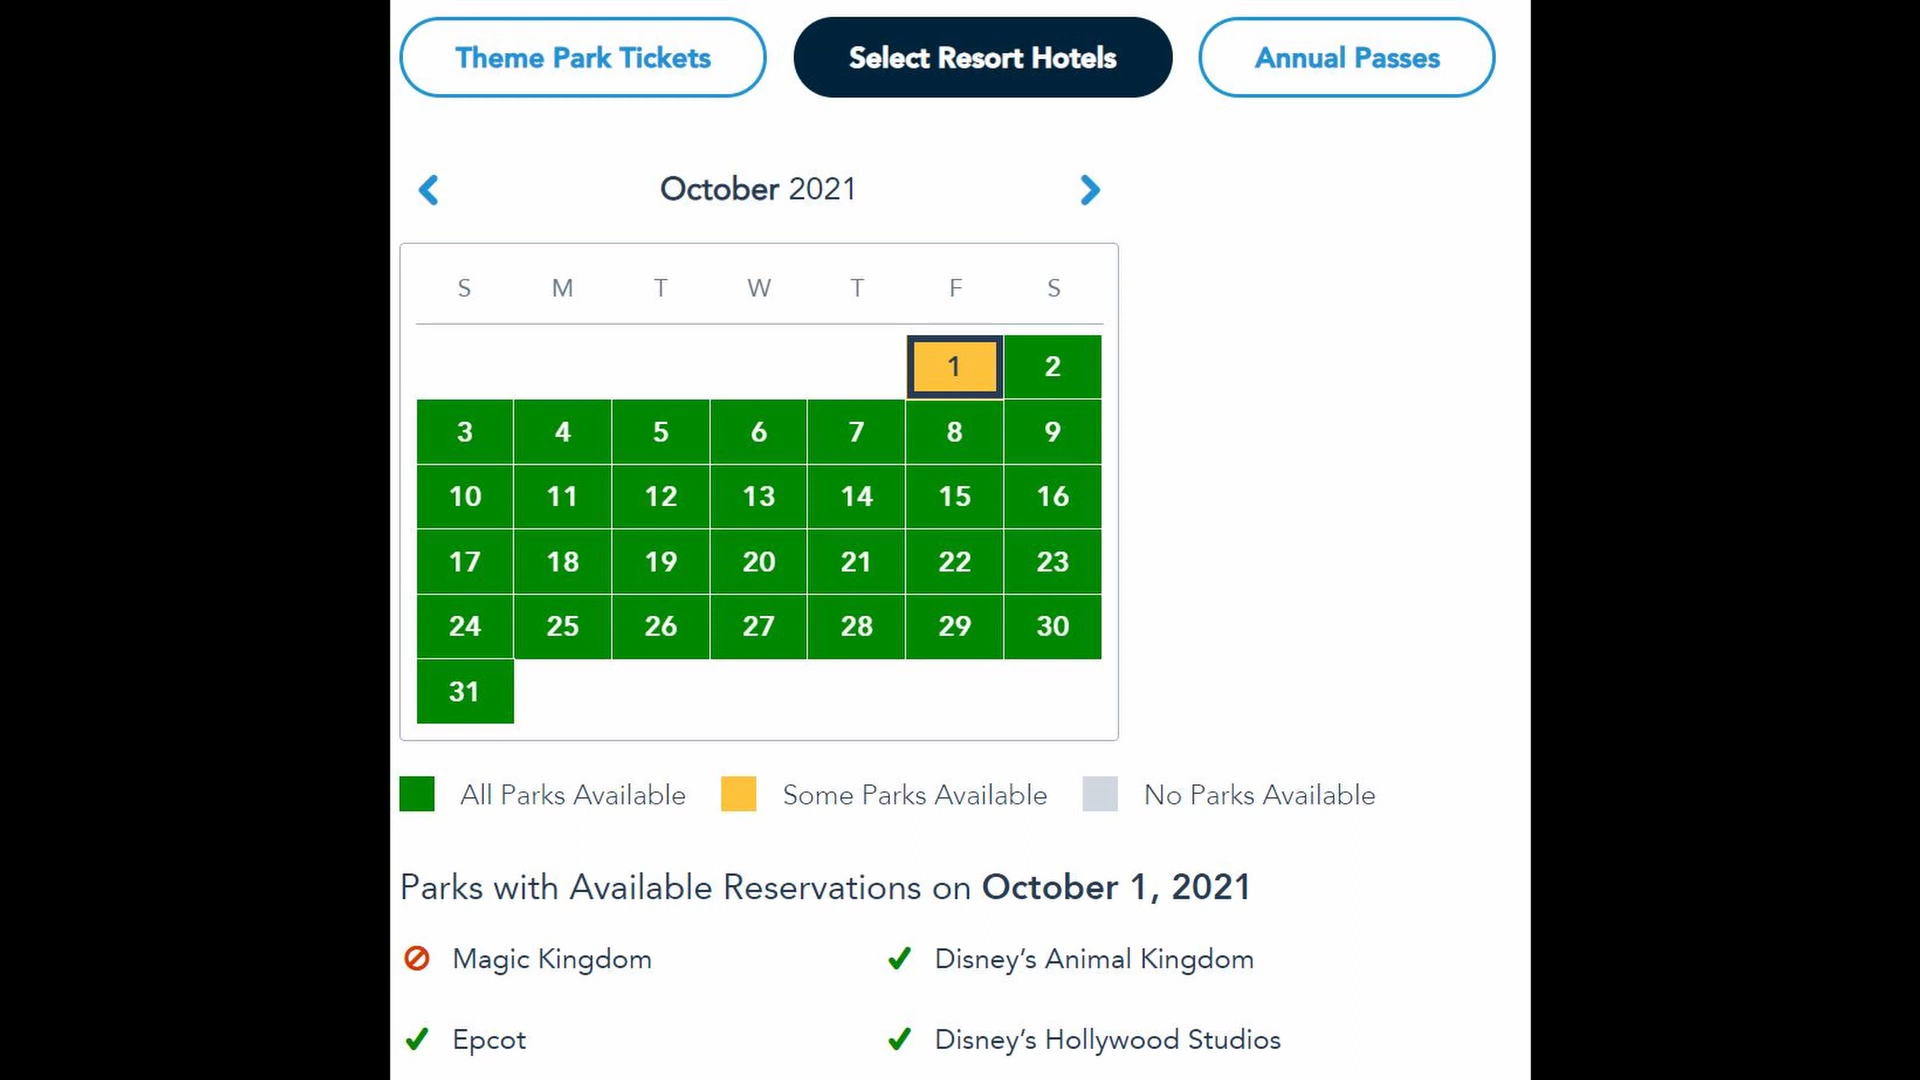 Theme Park Tickets
Select Resort Hotels
Annual Passes
October 2021
S M T W T F S
1 2
3 4 5 6 7 8 9
10 11 12 13 14 15 16
17 18 19 20 21 22 23
24 25 26 27 28 29 30
31
All Parks Available
Some Parks Available
No Parks Available
Parks with Available Reservations on October 1, 2021
Magic Kingdom
Disney’s Animal Kingdom
Epcot
Disney’s Hollywood Studios